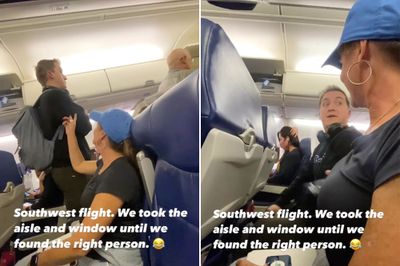 Southwest flight. We took the
aisle and window until we
found the right person. 😂
Southwest flight. We took the
aisle and window until we
found the right person. 😂